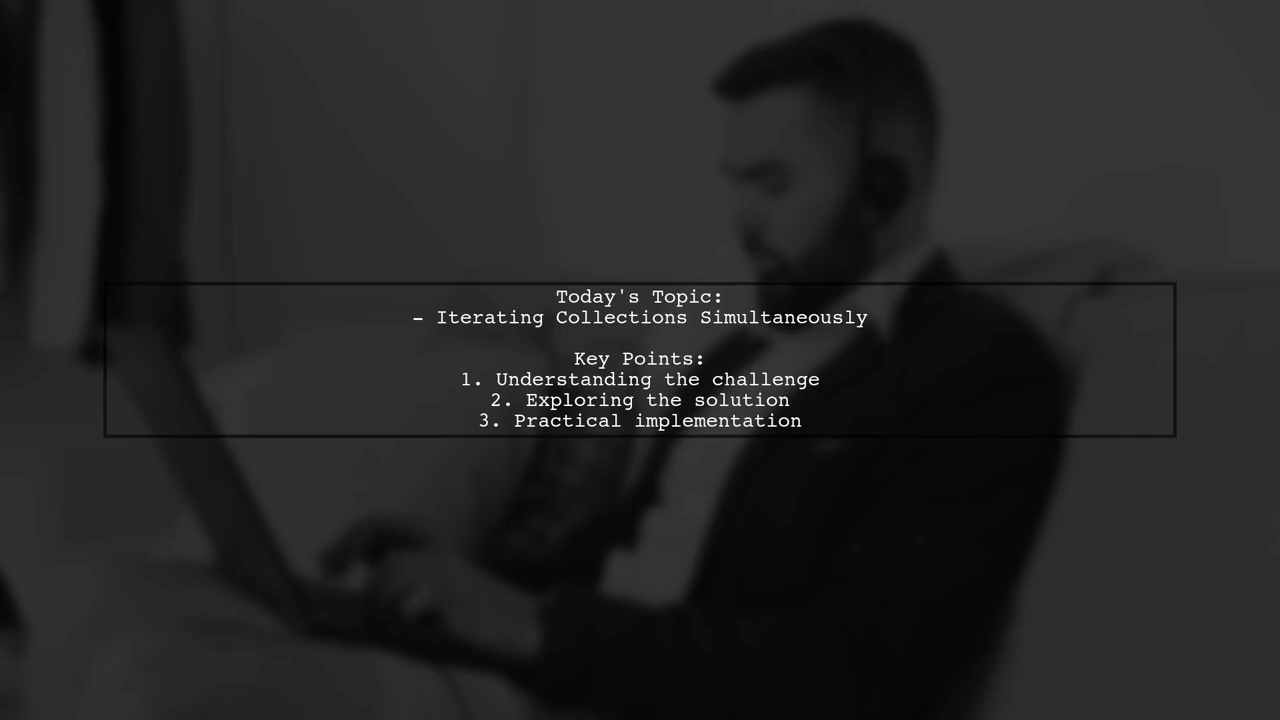 Today's Topic:
- Iterating Collections Simultaneously
Key Points:
1. Understanding the challenge
2. Exploring the solution
3. Practical implementation